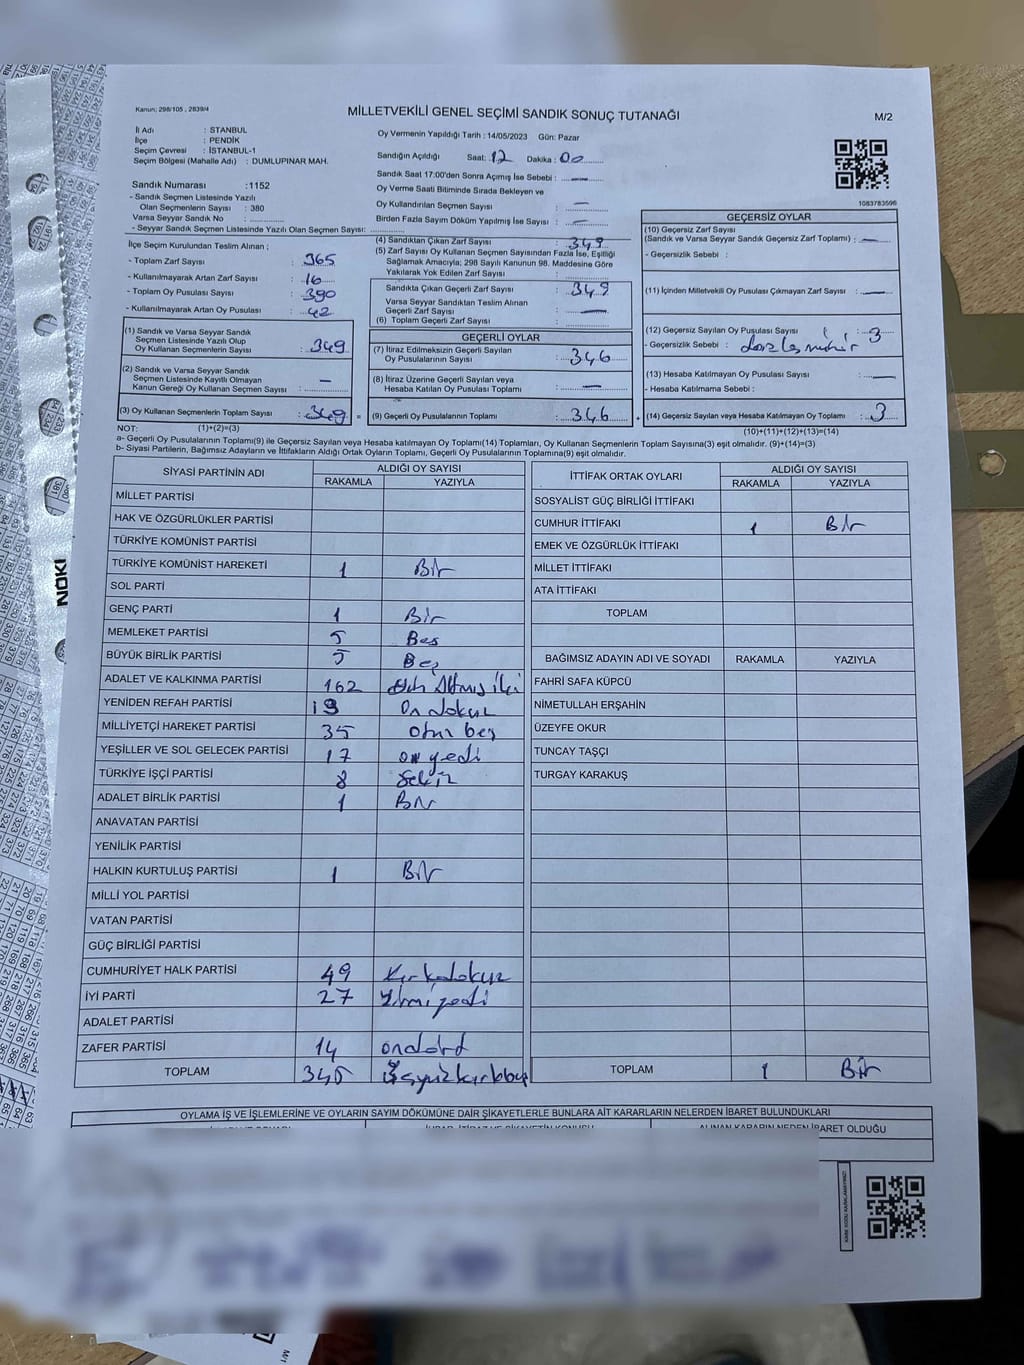 Kanun; 298/105 , 2839/4
MİLLETVEKİLİ GENEL SEÇİMİ SANDIK SONUÇ TUTANAĞI
M/2
İl Adı : STANBUL
İlçe : PENDİK
Seçim Çevresi : İSTANBUL-1
Seçim Bölgesi (Mahalle Adı) : DUMLUPINAR MAH.
Oy Vermenin Yapıldığı Tarih : 14/05/2023 Gün: Pazar
Sandığın Açıldığı Saat: 12 Dakika : 00
Sandık Saat 17:00'den Sonra Açımış İse Sebebi : —
Oy Verme Saati Bitiminde Sırada Bekleyen ve
Oy Kullandırılan Seçmen Sayısı : —
Birden Fazla Sayım Döküm Yapılmış İse Sayısı : —
1083783596
Sandık Numarası :1152
- Sandık Seçmen Listesinde Yazılı
Olan Seçmenlerin Sayısı : 380
Varsa Seyyar Sandık No :
- Seyyar Sandık Seçmen Listesinde Yazılı Olan Seçmen Sayısı:
İlçe Seçim Kurulundan Teslim Alınan ;
- Toplam Zarf Sayısı : 365
- Kullanılmayarak Artan Zarf Sayısı : 16
- Toplam Oy Pusulası Sayısı : 390
- Kullanılmayarak Artan Oy Pusulası : 42
(1) Sandık ve Varsa Seyyar Sandık
Seçmen Listesinde Yazılı Olup
Oy Kullanan Seçmenlerin Sayısı : 349
(2) Sandık ve Varsa Seyyar Sandık
Seçmen Listesinde Kayıtlı Olmayan
Kanun Gereği Oy Kullanan Seçmen Sayısı : —
(3) Oy Kullanan Seçmenlerin Toplam Sayısı : 349
(1)+(2)=(3)
(4) Sandıktan Çıkan Zarf Sayısı : 349
(5) Zarf Sayısı Oy Kullanan Seçmen Sayısından Fazla İse, Eşitliği
Sağlamak Amacıyla; 298 Sayılı Kanunun 98. Maddesine Göre
Yakılarak Yok Edilen Zarf Sayısı :
Sandıkta Çıkan Geçerli Zarf Sayısı : 349
Varsa Seyyar Sandıktan Teslim Alınan
Geçerli Zarf Sayısı : —
(6) Toplam Geçerli Zarf Sayısı :
GEÇERLİ OYLAR
(7) İtiraz Edilmeksizin Geçerli Sayılan
Oy Pusulalarının Sayısı : 346
(8) İtiraz Üzerine Geçerli Sayılan veya
Hesaba Katılan Oy Pusulası Toplamı : —
= (9) Geçerli Oy Pusulalarının Toplamı : 346
GEÇERSİZ OYLAR
(10) Geçersiz Zarf Sayısı
(Sandık ve Varsa Seyyar Sandık Geçersiz Zarf Toplamı) : —
- Geçersizlik Sebebi :
(11) İçinden Milletvekili Oy Pusulası Çıkmayan Zarf Sayısı : —
(12) Geçersiz Sayılan Oy Pusulası Sayısı : 3
- Geçersizlik Sebebi :
(13) Hesaba Katılmayan Oy Pusulası Sayısı : —
- Hesaba Katılmama Sebebi :
+ (14) Geçersiz Sayılan veya Hesaba Katılmayan Oy Toplamı : 3
(10)+(11)+(12)+(13)=(14)
NOT:
a- Geçerli Oy Pusulalarının Toplamı(9) ile Geçersiz Sayılan veya Hesaba katılmayan Oy Toplamı(14) Toplamları, Oy Kullanan Seçmenlerin Toplam Sayısına(3) eşit olmalıdır. (9)+(14)=(3)
b- Siyasi Partilerin, Bağımsız Adayların ve İttifakların Aldığı Oyların Toplamı, Geçerli Oy Pusulalarının Toplamına(9) eşit olmalıdır.
SİYASİ PARTİNİN ADI ALDIĞI OY SAYISI
RAKAMLA YAZIYLA
MİLLET PARTİSİ
HAK VE ÖZGÜRLÜKLER PARTİSİ
TÜRKİYE KOMÜNİST PARTİSİ
TÜRKİYE KOMÜNİST HAREKETİ 1 Bir
SOL PARTİ
GENÇ PARTİ 1 Bir
MEMLEKET PARTİSİ 5 Beş
BÜYÜK BİRLİK PARTİSİ 5 Beş
ADALET VE KALKINMA PARTİSİ 162 Altmış iki
YENİDEN REFAH PARTİSİ 19 On dokuz
MİLLİYETÇİ HAREKET PARTİSİ 35 Otuz beş
YEŞİLLER VE SOL GELECEK PARTİSİ 17 on yedi
TÜRKİYE İŞÇİ PARTİSİ 8 Sekiz
ADALET BİRLİK PARTİSİ 1 Bir
ANAVATAN PARTİSİ
YENİLİK PARTİSİ
HALKIN KURTULUŞ PARTİSİ 1 Bir
MİLLİ YOL PARTİSİ
VATAN PARTİSİ
GÜÇ BİRLİĞİ PARTİSİ
CUMHURİYET HALK PARTİSİ 49 Kırkdokuz
İYİ PARTİ 27 Yirmiyedi
ADALET PARTİSİ
ZAFER PARTİSİ 14 ondört
TOPLAM 345 Üçyüzkırkbeş
İTTİFAK ORTAK OYLARI ALDIĞI OY SAYISI
RAKAMLA YAZIYLA
SOSYALİST GÜÇ BİRLİĞİ İTTİFAKI
CUMHUR İTTİFAKI 1 Bir
EMEK VE ÖZGÜRLÜK İTTİFAKI
MİLLET İTTİFAKI
ATA İTTİFAKI
TOPLAM
BAĞIMSIZ ADAYIN ADI VE SOYADI RAKAMLA YAZIYLA
FAHRİ SAFA KÜPCÜ
NİMETULLAH ERŞAHİN
ÜZEYFE OKUR
TUNCAY TAŞÇI
TURGAY KARAKUŞ
TOPLAM 1 Bir
OYLAMA İŞ VE İŞLEMLERİNE VE OYLARIN SAYIM DÖKÜMÜNE DAİR ŞİKAYETLERLE BUNLARA AİT KARARLARIN NELERDEN İBARET BULUNDUKLARI
ALINAN KARARIN NEDEN İBARET OLDUĞU
NOKI
M/1